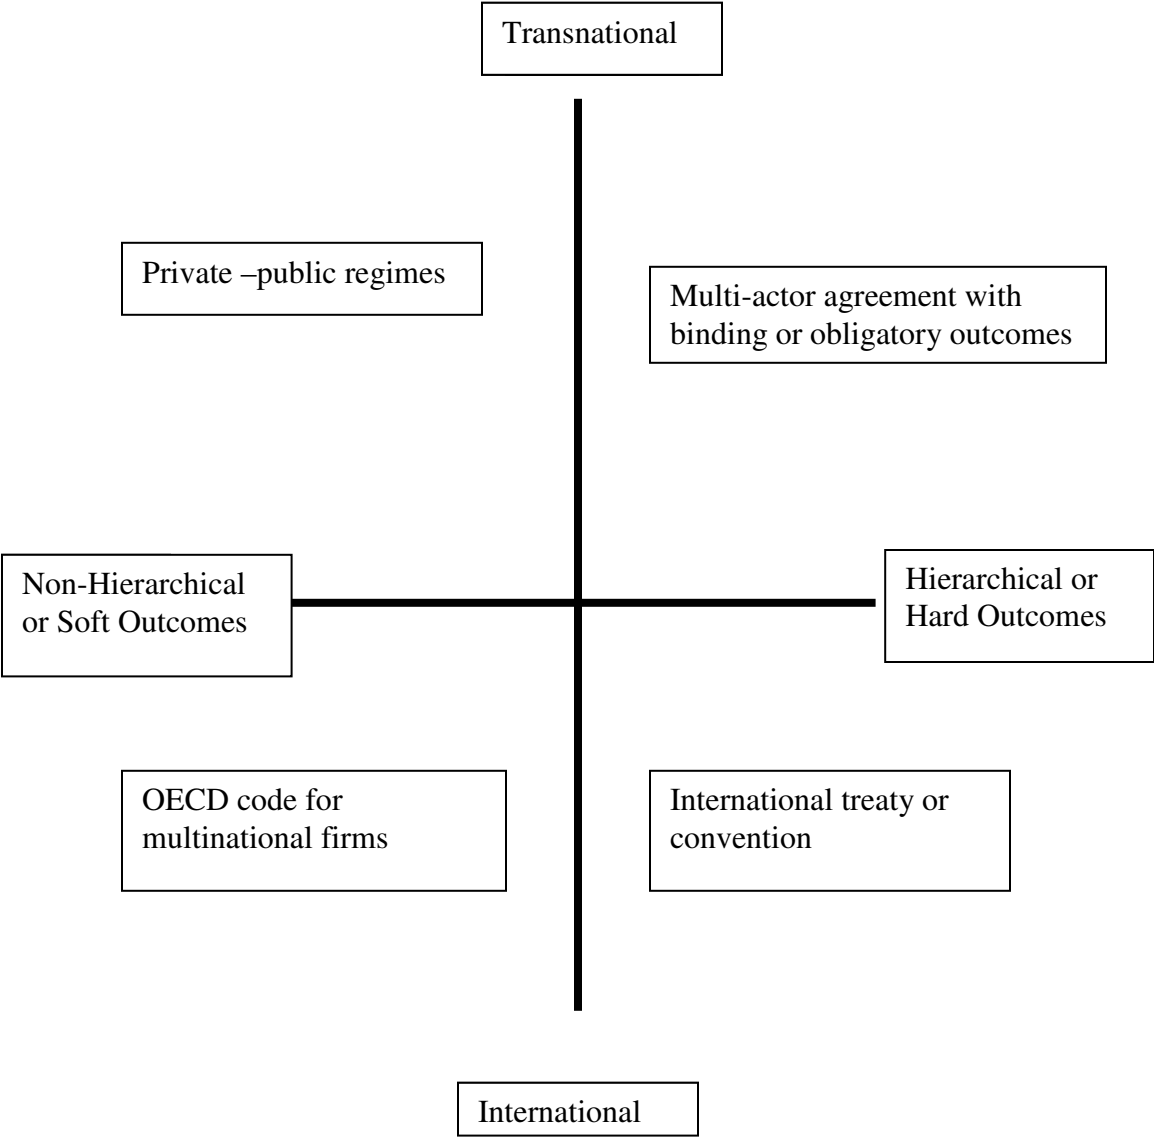 Transnational
Private –public regimes
Multi-actor agreement with
binding or obligatory outcomes
Non-Hierarchical
or Soft Outcomes
Hierarchical or
Hard Outcomes
OECD code for
multinational firms
International treaty or
convention
International